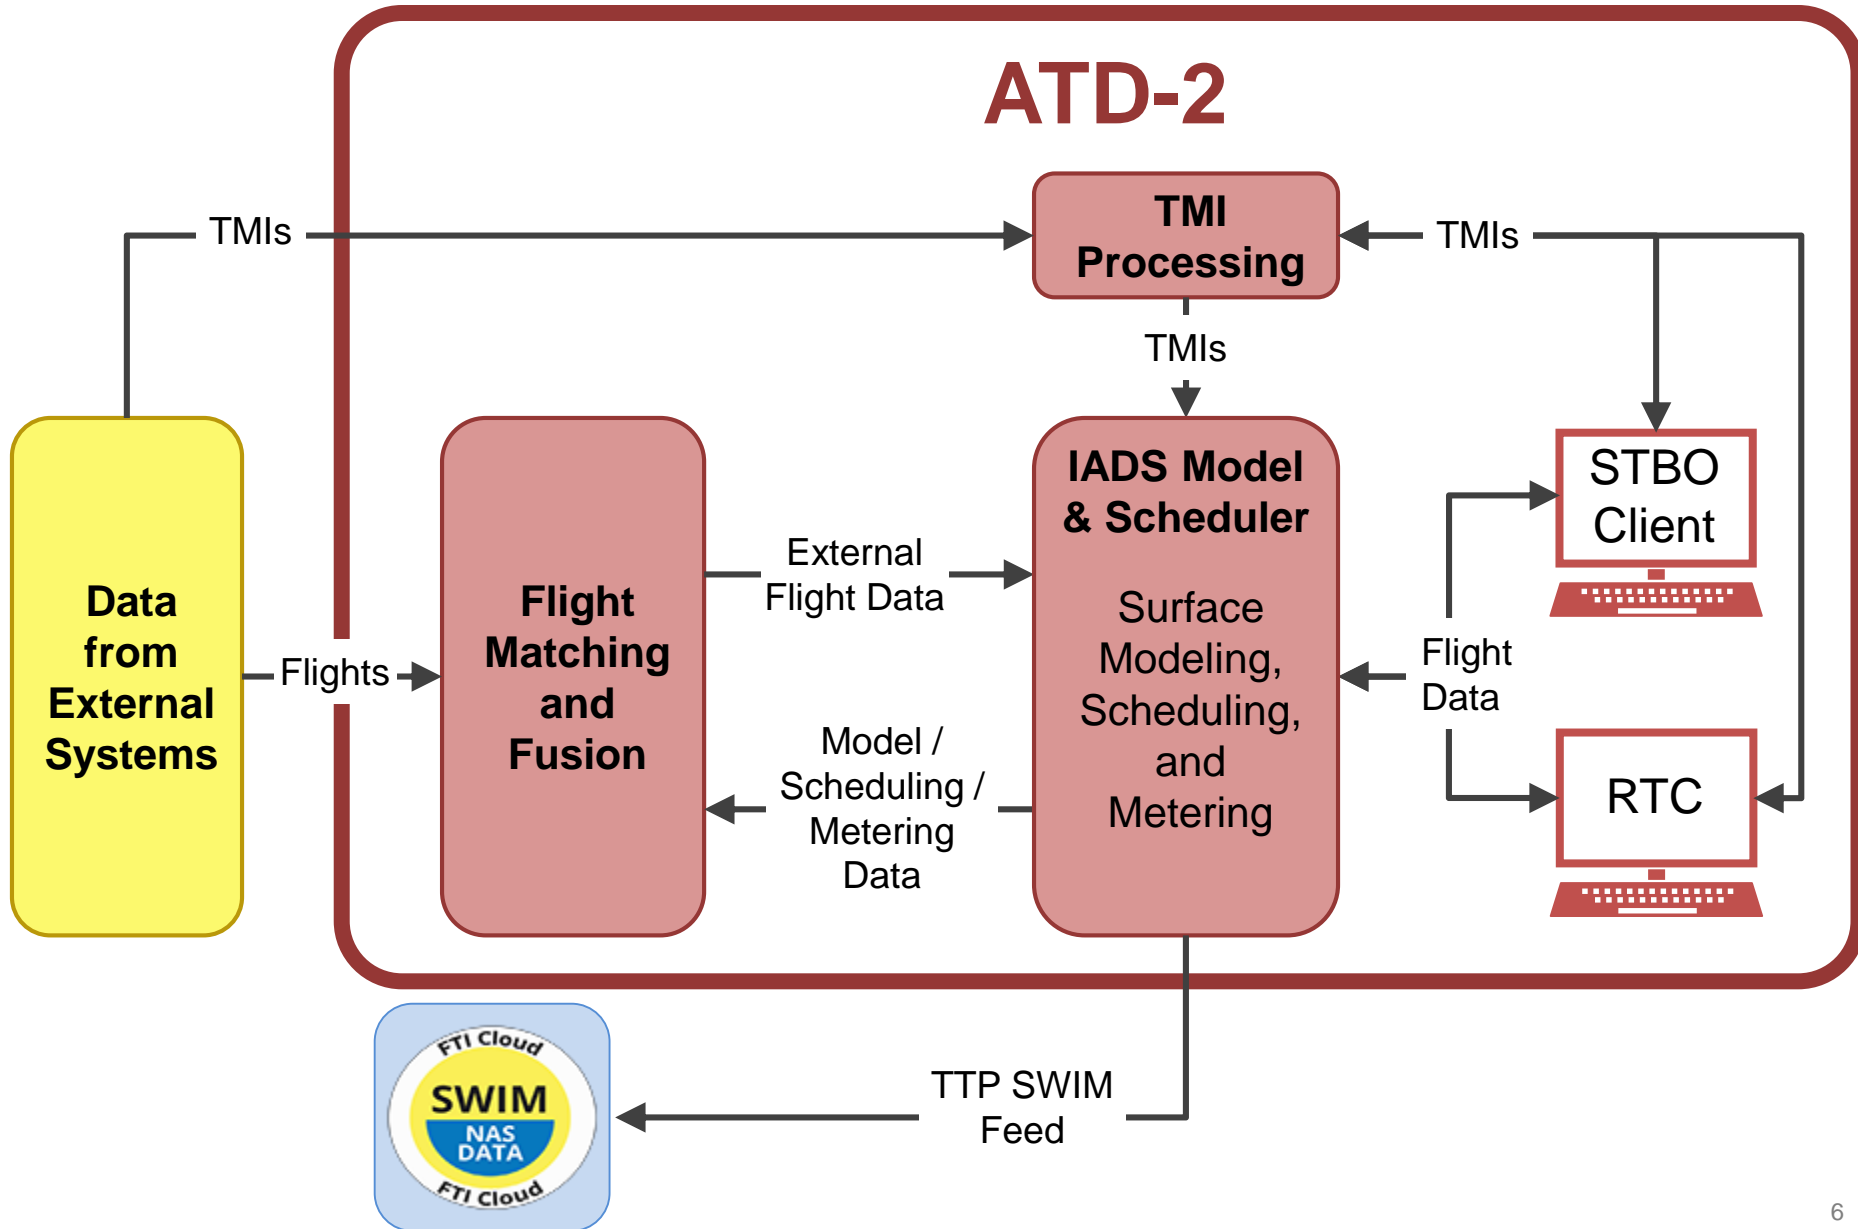 ATD-2
TMI
Processing
TMIs
TMIs
TMIs
Data
from
External
Systems
Flights
Flight
Matching
and
Fusion
External
Flight Data
Model /
Scheduling /
Metering
Data
IADS Model
& Scheduler
Surface
Modeling,
Scheduling,
and
Metering
Flight
Data
STBO
Client
RTC
FTI Cloud
SWIM
NAS
DATA
FTI Cloud
TTP SWIM
Feed
6